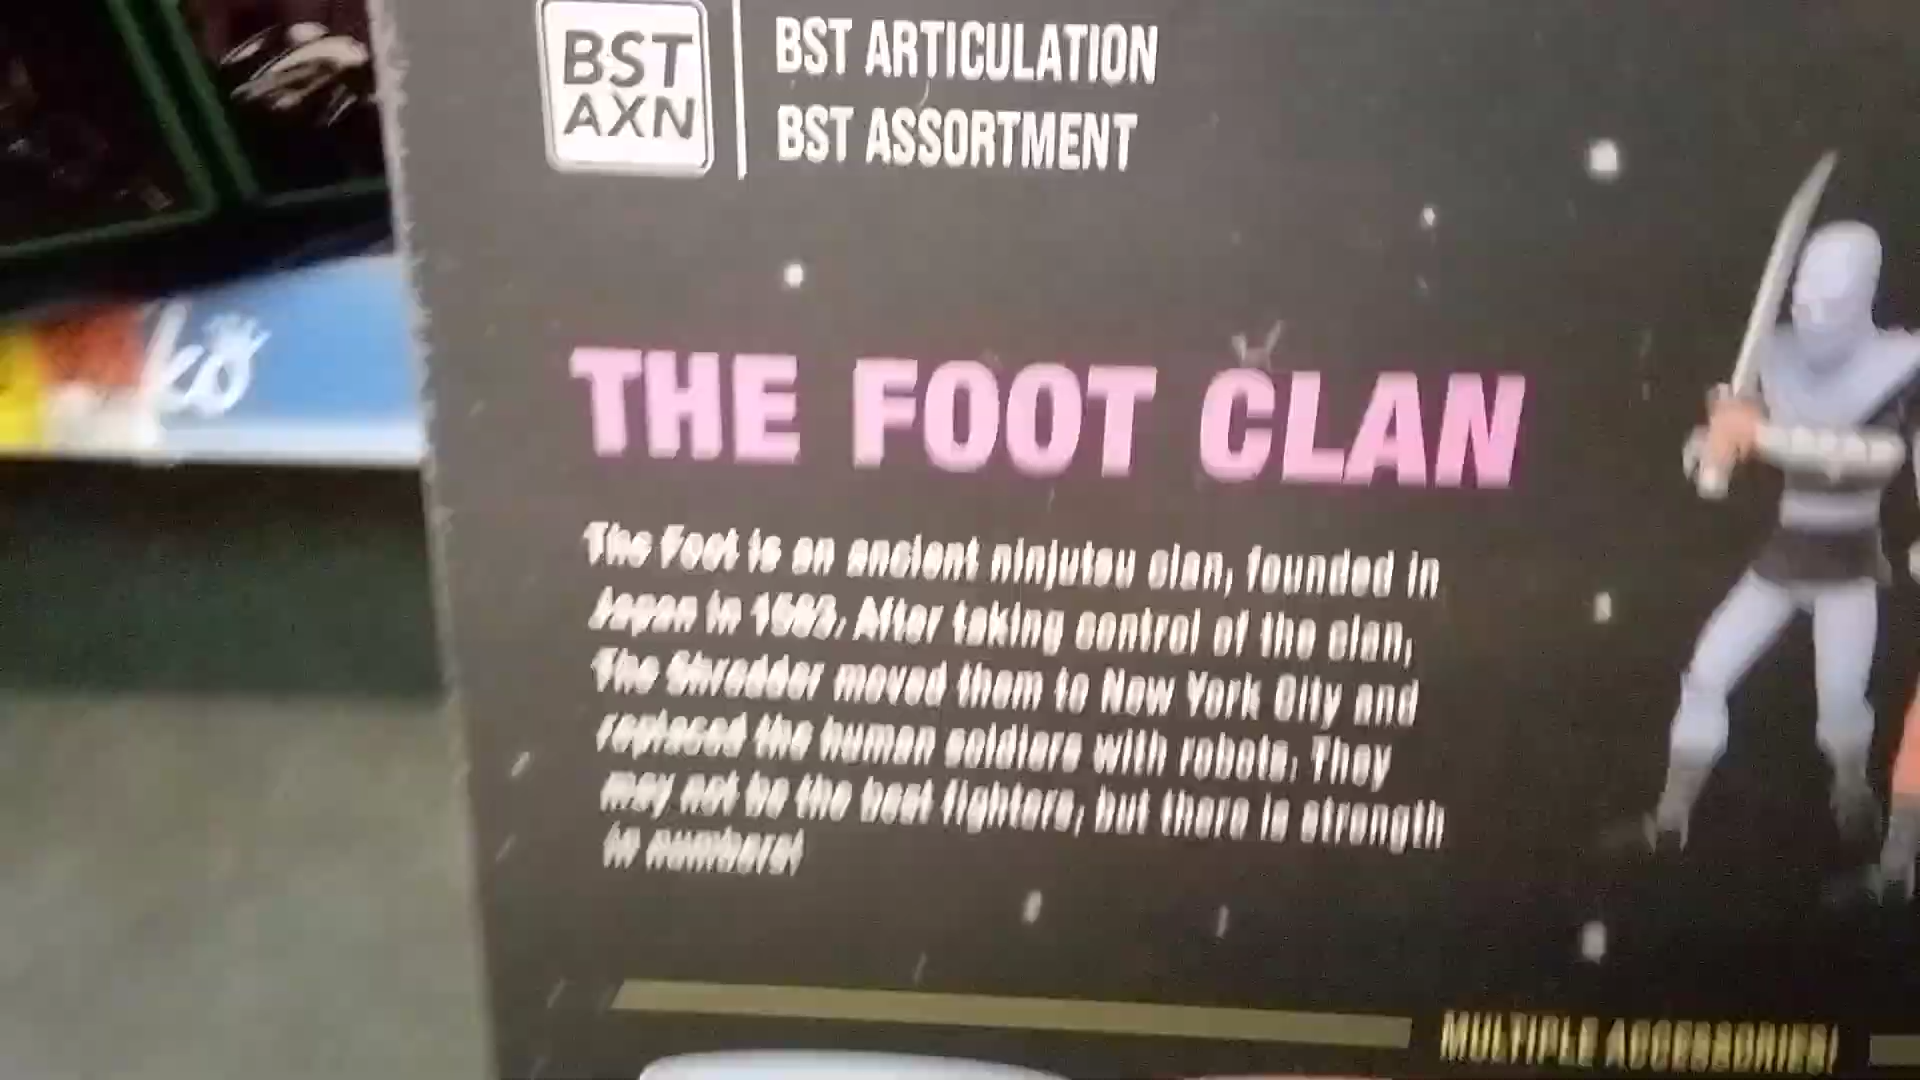 BST
AXN
BST ARTICULATION
BST ASSORTMENT
THE FOOT CLAN
The Foot is an ancient ninjutsu clan, founded in
Japan in After taking control of the clan,
The Shredder moved them to New York City and
replaced the human soldiers with robots. They
may not be the best fighters, but there is strength
in numbers!
MULTIPLE ACCESSORIES!